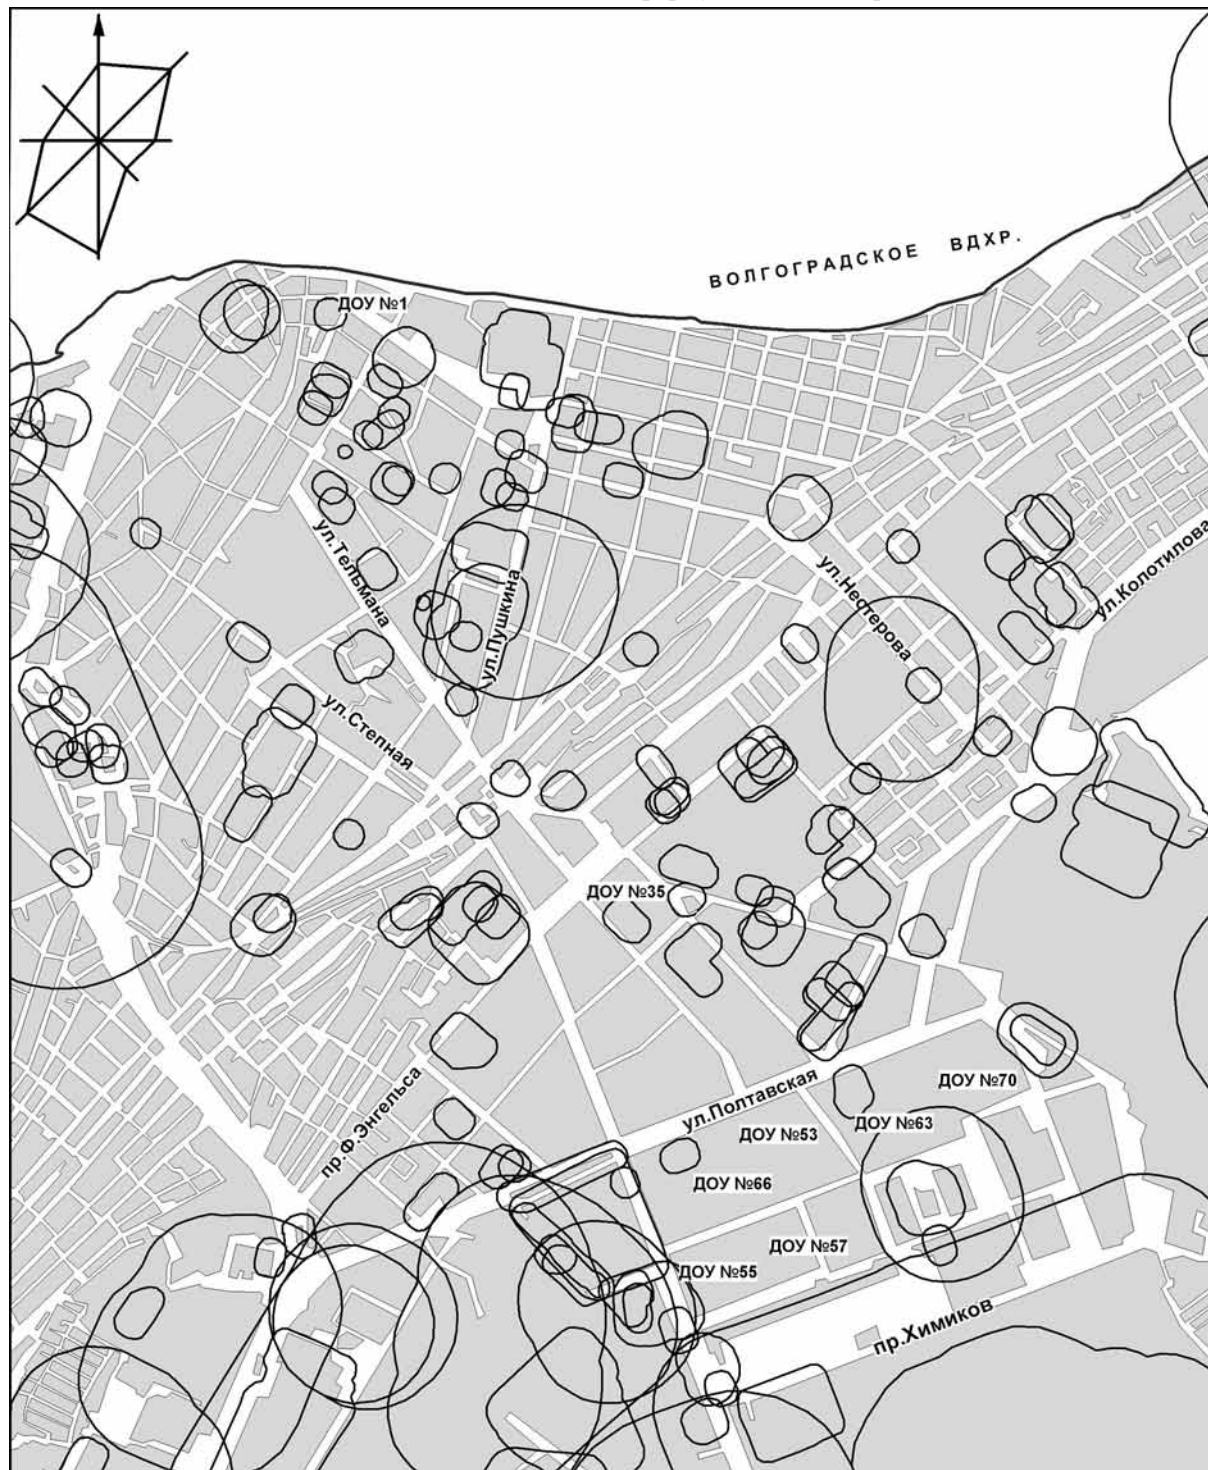 ВОЛГОГРАДСКОЕ ВДХР.
ДОУ №1
ул.Тельмана
ул.Пушкина
ул.Нестерова
ул.Колотилова
ул.Степная
ДОУ №35
пр.Ф.Энгельса
ул.Полтавская
ДОУ №70
ДОУ №63
ДОУ №53
ДОУ №66
ДОУ №57
ДОУ №55
пр.Химиков